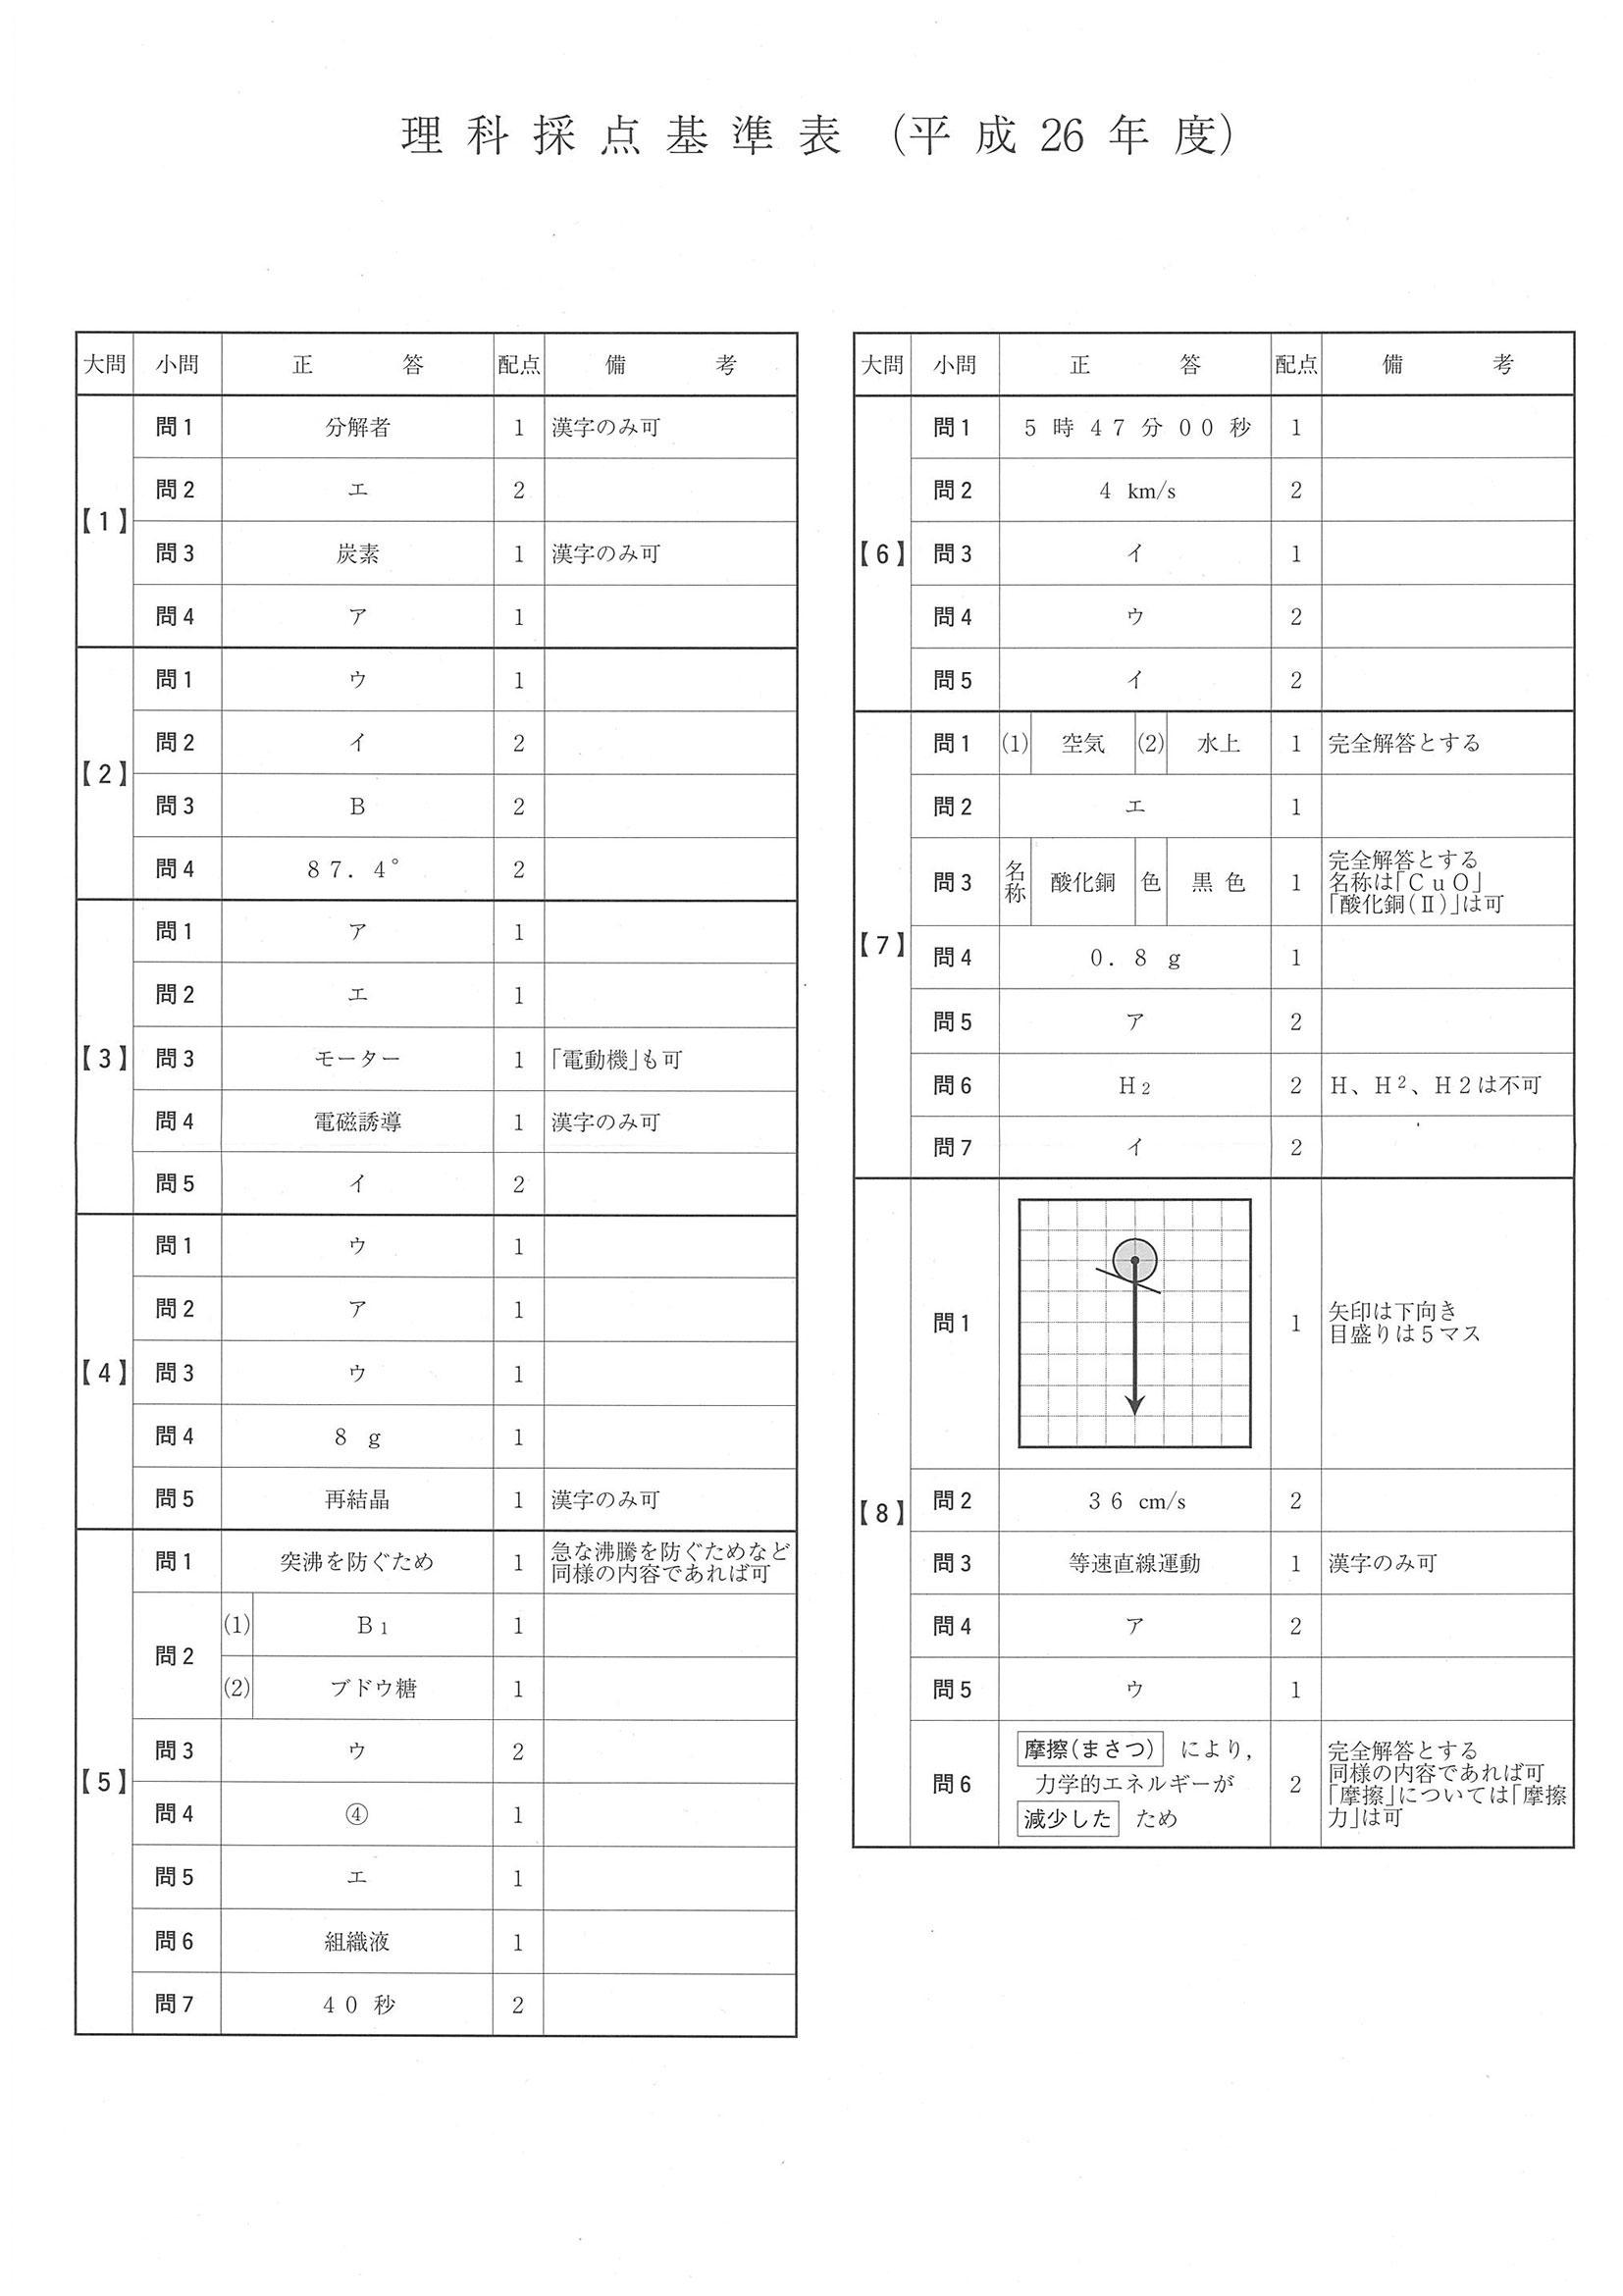 理科採点基準表（平成26年度）
大問 小問 正答 配点 備考
【1】
問1 分解者 1 漢字のみ可
問2 エ 2
問3 炭素 1 漢字のみ可
問4 ア 1
【2】
問1 ウ 1
問2 イ 2
問3 B 2
問4 87.4° 2
【3】
問1 ア 1
問2 エ 1
問3 モーター 1 「電動機」も可
問4 電磁誘導 1 漢字のみ可
問5 イ 2
【4】
問1 ウ 1
問2 ア 1
問3 ウ 1
問4 8 g 1
問5 再結晶 1 漢字のみ可
【5】
問1 突沸を防ぐため 1 急な沸騰を防ぐためなど
同様の内容であれば可
問2
(1) B₁ 1
(2) ブドウ糖 1
問3 ウ 2
問4 ④ 1
問5 エ 1
問6 組織液 1
問7 40秒 2
大問 小問 正答 配点 備考
【6】
問1 5時47分00秒 1
問2 4 km/s 2
問3 イ 1
問4 ウ 2
問5 イ 2
【7】
問1 (1) 空気 (2) 水上 1 完全解答とする
問2 エ 1
問3 名称 酸化銅 色 黒色 1 完全解答とする
名称は「CuO」
「酸化銅(Ⅱ)」は可
問4 0.8 g 1
問5 ア 2
問6 H₂ 2 H、H²、H2は不可
問7 イ 2
【8】
問1 1 矢印は下向き
目盛りは5マス
問2 36 cm/s 2
問3 等速直線運動 1 漢字のみ可
問4 ア 2
問5 ウ 1
問6 摩擦(まさつ) により,
力学的エネルギーが
減少した ため
2
完全解答とする
同様の内容であれば可
「摩擦」については「摩擦
力」は可